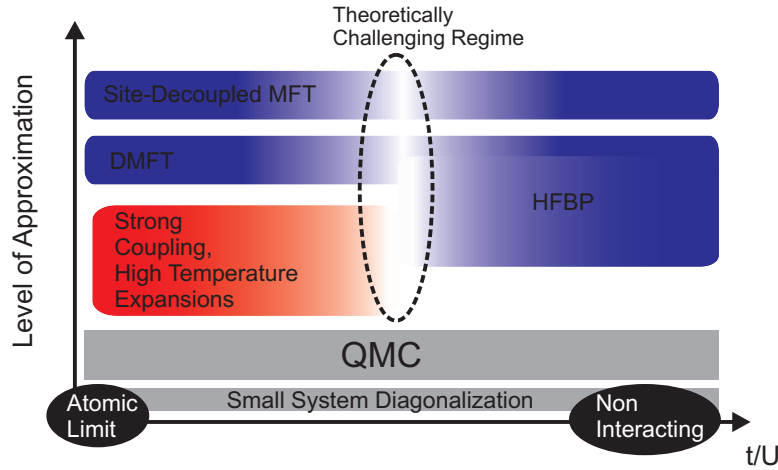 Theoretically
Challenging Regime
Level of Approximation
Site-Decoupled MFT
DMFT
HFBP
Strong
Coupling,
High Temperature
Expansions
QMC
Small System Diagonalization
Atomic
Limit
Non
Interacting
t/U